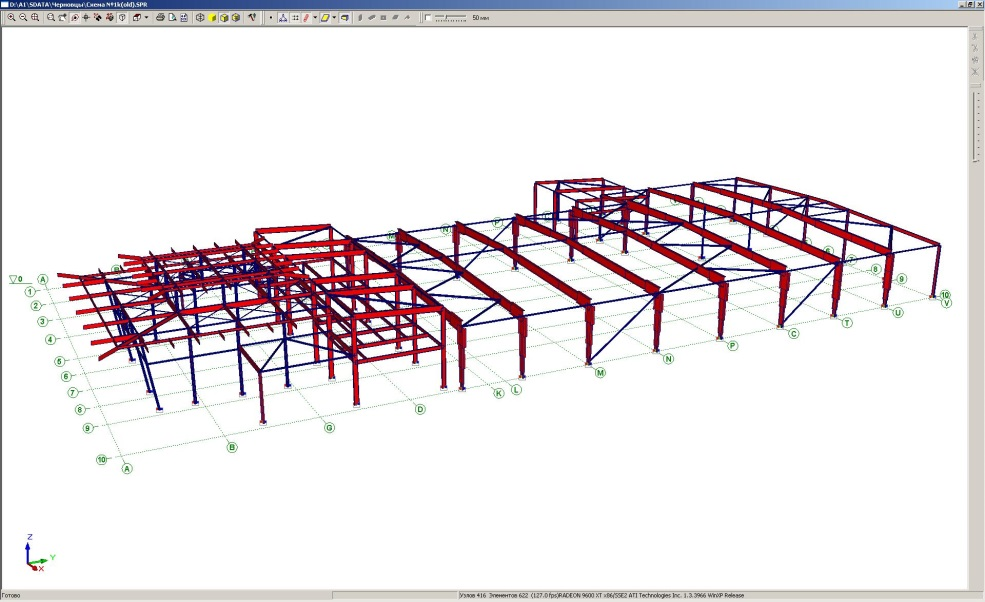 D:\A1\SDATA\Черновцы\Схема №1k(old).SPR
50 мм
N
P
M
B
6
7
0
A
8
9
1
10
2
V
U
3
T
4
C
P
5
N
6
M
7
L
K
8
D
9
G
B
10
A
Z
Y
X
Готово
Узлов 416 Элементов 622 (127.0 fps)RADEON 9600 XT x86/SSE2 ATI Technologies Inc. 1.3.3966 WinXP Release